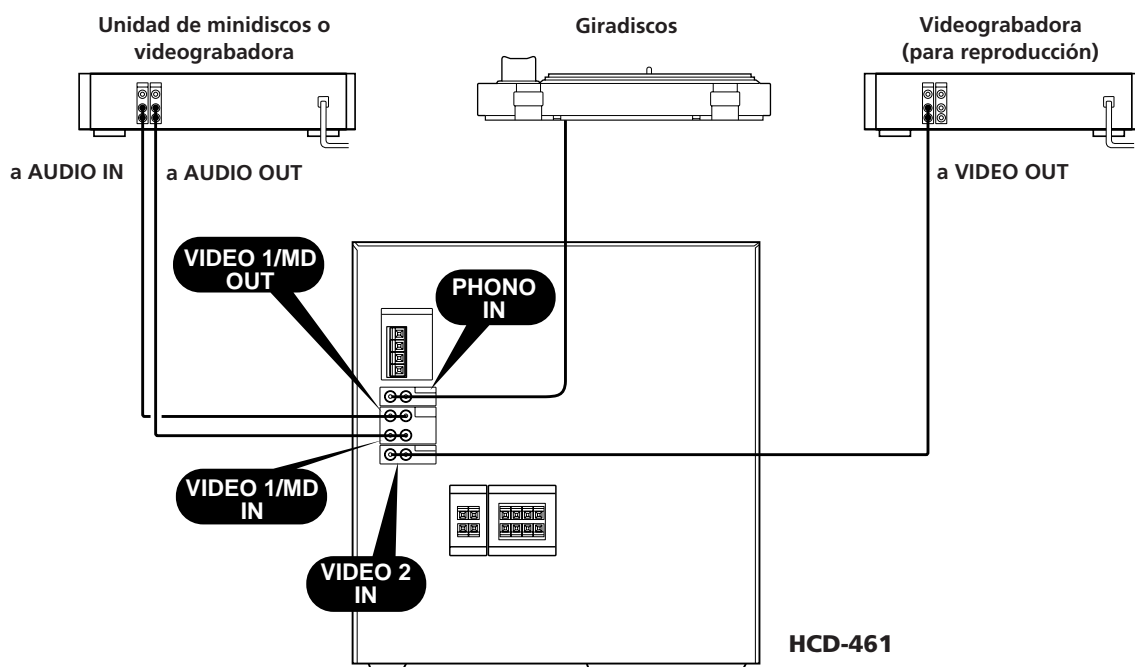 Unidad de minidiscos o
videograbadora
Giradiscos
Videograbadora
(para reproducción)
a AUDIO IN
a AUDIO OUT
a VIDEO OUT
VIDEO 1/MD
OUT
PHONO
IN
VIDEO 1/MD
IN
VIDEO 2
IN
HCD-461